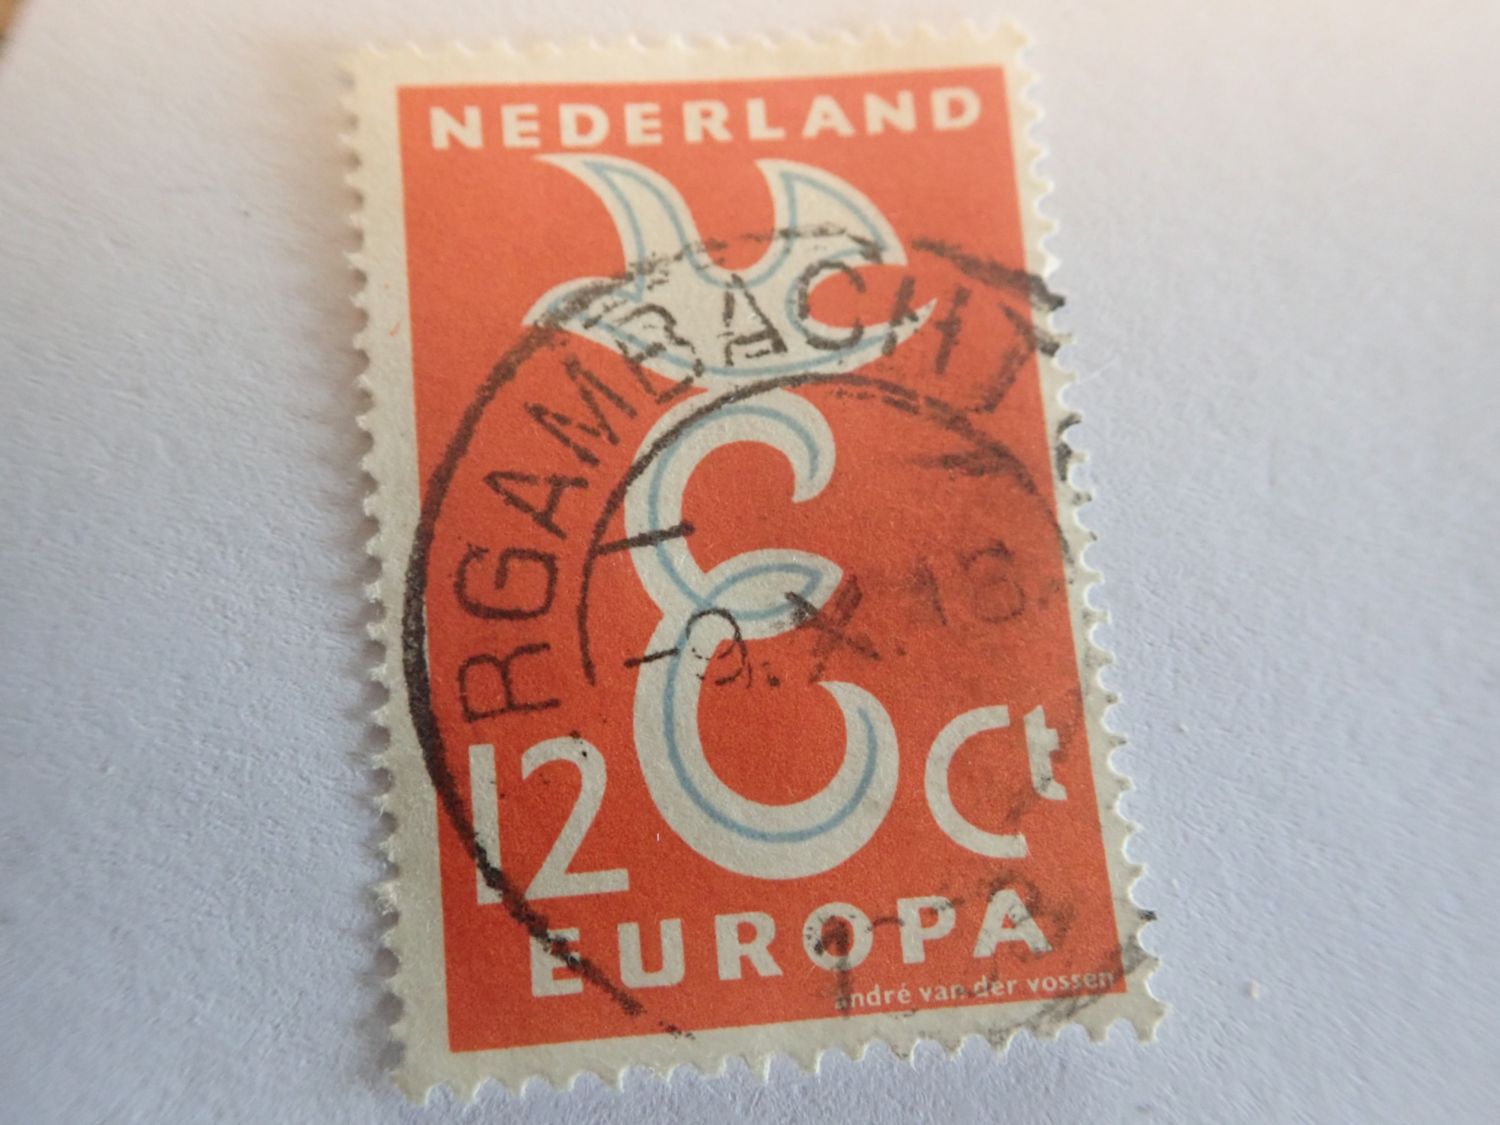 NEDERLAND
RGAMBACHT
12 Ct
EUROPA
andré van der vossen